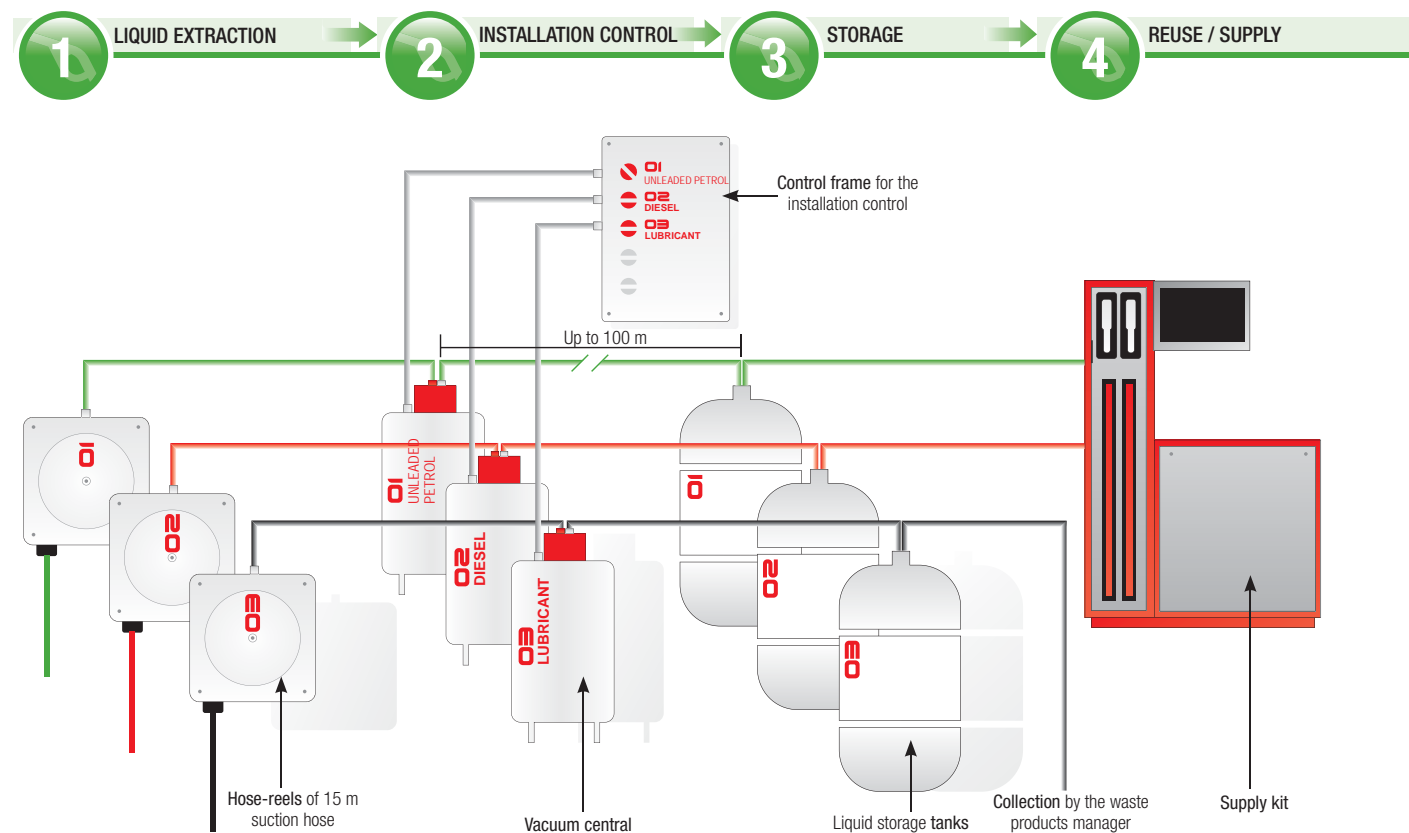 1 LIQUID EXTRACTION
2 INSTALLATION CONTROL
3 STORAGE
4 REUSE / SUPPLY
01
UNLEADED PETROL
02
DIESEL
03
LUBRICANT
Control frame for the
installation control
Up to 100 m
01
02
03
01
UNLEADED
PETROL
02
DIESEL
03
LUBRICANT
01
02
03
Hose-reels of 15 m
suction hose
Vacuum central
Liquid storage tanks
Collection by the waste
products manager
Supply kit